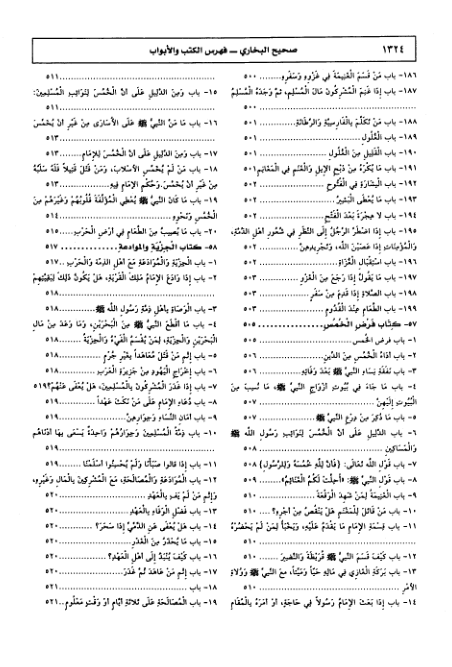 ١٣٢٤
صحيح البخاري ــ فهرس الكتب والأبواب
١٨٦- باب مَنْ قَسَمَ الْغَنِيمَةَ فِي غَزْوِهِ وَسَفَرِهِ ........ ٥٠٠
١٨٧- باب إِذَا غَنِمَ الْمُشْرِكُونَ مَالَ الْمُسْلِمِ، ثُمَّ وَجَدَهُ الْمُسْلِمُ
........ ٥٠٠
١٨٨- باب مَنْ تَكَلَّمَ بِالْفَارِسِيَّةِ وَالرَّطَانَةِ ........ ٥٠١
١٨٩- باب الْغُلُولِ ........ ٥٠١
١٩٠- باب الْقَلِيلِ مِنَ الْغُلُولِ ........ ٥٠١
١٩١- باب مَا يُكْرَهُ مِنْ ذَبْحِ الإِبِلِ وَالْغَنَمِ فِي الْمَغَانِمِ ٥٠١
١٩٢- باب الْبِشَارَةِ فِي الْفُتُوحِ ........ ٥٠٢
١٩٣- باب مَا يُعْطَى الْبَشِيرُ ........ ٥٠٢
١٩٤- باب لاَ هِجْرَةَ بَعْدَ الْفَتْحِ ........ ٥٠٢
١٩٥- باب إِذَا اضْطَرَّ الرَّجُلُ إِلَى النَّظَرِ فِي شُعُورِ أَهْلِ الذِّمَّةِ،
وَالْمُؤْمِنَاتِ إِذَا عَصَيْنَ اللَّهَ، وَتَجْرِيدِهِنَّ ........ ٥٠٢
١٩٦- باب اسْتِقْبَالِ الْغُزَاةِ ........ ٥٠٢
١٩٧- باب مَا يَقُولُ إِذَا رَجَعَ مِنَ الْغَزْوِ ........ ٥٠٣
١٩٨- باب الصَّلاَةِ إِذَا قَدِمَ مِنْ سَفَرٍ ........ ٥٠٣
١٩٩- باب الطَّعَامِ عِنْدَ الْقُدُومِ ........ ٥٠٣
٥٧- كتاب فرض الخمس ........ ٥٠٥
١- باب فرض الخمس ........ ٥٠٥
٢- باب أَدَاءُ الْخُمُسِ مِنَ الدِّينِ ........ ٥٠٦
٣- باب نَفَقَةِ نِسَاءِ النَّبِيِّ ﷺ بَعْدَ وَفَاتِهِ ........ ٥٠٦
٤- باب مَا جَاءَ فِي بُيُوتِ أَزْوَاجِ النَّبِيِّ ﷺ، مَا نُسِبَ مِنَ
الْبُيُوتِ إِلَيْهِنَّ ........ ٥٠٧
٥- باب مَا ذُكِرَ مِنْ دِرْعِ النَّبِيِّ ﷺ ........ ٥٠٧
٦- باب الدَّلِيلِ عَلَى أَنَّ الْخُمُسَ لِنَوَائِبِ رَسُولِ اللَّهِ ﷺ
وَالْمَسَاكِينِ ........ ٥٠٨
٧- باب قَوْلِ اللَّهِ تَعَالَى: ﴿فَأَنَّ لِلَّهِ خُمُسَهُ وَلِلرَّسُولِ﴾ ٥٠٨
٨- باب قَوْلِ النَّبِيِّ ﷺ: «أُحِلَّتْ لَكُمُ الْغَنَائِمُ» ........ ٥٠٩
٩- باب الْغَنِيمَةُ لِمَنْ شَهِدَ الْوَقْعَةَ ........ ٥١٠
١٠- باب مَنْ قَاتَلَ لِلْمَغْنَمِ هَلْ يَنْقُصُ مِنْ أَجْرِهِ؟ ........ ٥١٠
١١- باب قِسْمَةِ الإِمَامِ مَا يَقْدَمُ عَلَيْهِ، وَيَخْبَأُ لِمَنْ لَمْ يَحْضُرْهُ
........ ٥١٠
١٢- باب كَيْفَ قَسَمَ النَّبِيُّ ﷺ قُرَيْظَةَ وَالنَّضِيرَ ........ ٥١٠
١٣- باب بَرَكَةِ الْغَازِي فِي مَالِهِ حَيًّا وَمَيِّتًا، مَعَ النَّبِيِّ ﷺ وَوُلاَةِ
الأَمْرِ ........ ٥١٠
١٤- باب إِذَا بَعَثَ الإِمَامُ رَسُولاً فِي حَاجَةٍ، أَوْ أَمَرَهُ بِالْمُقَامِ
........ ٥١١
١٥- باب وَمِنَ الدَّلِيلِ عَلَى أَنَّ الْخُمُسَ لِنَوَائِبِ الْمُسْلِمِينَ:
........ ٥١١
١٦- باب مَا مَنَّ النَّبِيُّ ﷺ عَلَى الأُسَارَى مِنْ غَيْرِ أَنْ يُخَمِّسَ
........ ٥١٣
١٧- باب وَمِنَ الدَّلِيلِ عَلَى أَنَّ الْخُمُسَ لِلإِمَامِ ........ ٥١٣
١٨- باب مَنْ لَمْ يُخَمِّسِ الأَسْلاَبَ، وَمَنْ قَتَلَ قَتِيلاً فَلَهُ سَلَبُهُ
مِنْ غَيْرِ أَنْ يُخَمِّسَ وَحُكْمِ الإِمَامِ فِيهِ ........ ٥١٣
١٩- باب مَا كَانَ النَّبِيُّ ﷺ يُعْطِي الْمُؤَلَّفَةَ قُلُوبُهُمْ وَغَيْرَهُمْ مِنَ
الْخُمُسِ وَنَحْوِهِ ........ ٥١٤
٢٠- باب مَا يُصِيبُ مِنَ الطَّعَامِ فِي أَرْضِ الْحَرْبِ ........ ٥١٦
٥٨- كتاب الجِزْيَة والموادعة ........ ٥١٧
١- باب الْجِزْيَةِ وَالْمُوَادَعَةِ مَعَ أَهْلِ الذِّمَّةِ وَالْحَرْبِ ........ ٥١٧
٢- باب إِذَا وَادَعَ الإِمَامُ مَلِكَ الْقَرْيَةِ، هَلْ يَكُونُ ذَلِكَ لِبَقِيَّتِهِمْ
........ ٥١٨
٣- باب الْوَصَاةِ بِأَهْلِ ذِمَّةِ رَسُولِ اللَّهِ ﷺ ........ ٥١٨
٤- باب مَا أَقْطَعَ النَّبِيُّ ﷺ مِنَ الْبَحْرَيْنِ، وَمَا وَعَدَ مِنْ مَالِ
الْبَحْرَيْنِ وَالْجِزْيَةِ، لِمَنْ يُقْسَمُ الْفَيْءُ وَالْجِزْيَةُ ........ ٥١٨
٥- باب إِثْمِ مَنْ قَتَلَ مُعَاهَدًا بِغَيْرِ جُرْمٍ ........ ٥١٨
٦- باب إِخْرَاجِ الْيَهُودِ مِنْ جَزِيرَةِ الْعَرَبِ ........ ٥١٨
٧- باب إِذَا غَدَرَ الْمُشْرِكُونَ بِالْمُسْلِمِينَ، هَلْ يُعْفَى عَنْهُمْ؟ ٥١٩
٨- باب دُعَاءِ الإِمَامِ عَلَى مَنْ نَكَثَ عَهْدًا ........ ٥١٩
٩- باب أَمَانِ النِّسَاءِ وَجِوَارِهِنَّ ........ ٥١٩
١٠- باب ذِمَّةُ الْمُسْلِمِينَ وَجِوَارُهُمْ وَاحِدَةٌ يَسْعَى بِهَا أَدْنَاهُمْ
........ ٥١٩
١١- باب إِذَا قالوا صَبَأْنَا وَلَمْ يُحْسِنُوا أَسْلَمْنَا ........ ٥١٩
١٢- باب الْمُوَادَعَةِ وَالْمُصَالَحَةِ، مَعَ الْمُشْرِكِينَ بِالْمَالِ وَغَيْرِهِ،
وَإِثْمِ مَنْ لَمْ يَفِ بِالْعَهْدِ ........ ٥٢٠
١٣- باب فَضْلِ الْوَفَاءِ بِالْعَهْدِ ........ ٥٢٠
١٤- باب هَلْ يُعْفَى عَنِ الذِّمِّيِّ إِذَا سَحَرَ؟ ........ ٥٢٠
١٥- باب مَا يُحْذَرُ مِنَ الْغَدْرِ ........ ٥٢٠
١٦- باب كَيْفَ يُنْبَذُ إِلَى أَهْلِ الْعَهْدِ؟ ........ ٥٢٠
١٧- باب إِثْمِ مَنْ عَاهَدَ ثُمَّ غَدَرَ ........ ٥٢٠
١٨- باب ........ ٥٢١
١٩- باب الْمُصَالَحَةِ عَلَى ثَلاَثَةِ أَيَّامٍ أَوْ وَقْتٍ مَعْلُومٍ ........ ٥٢١